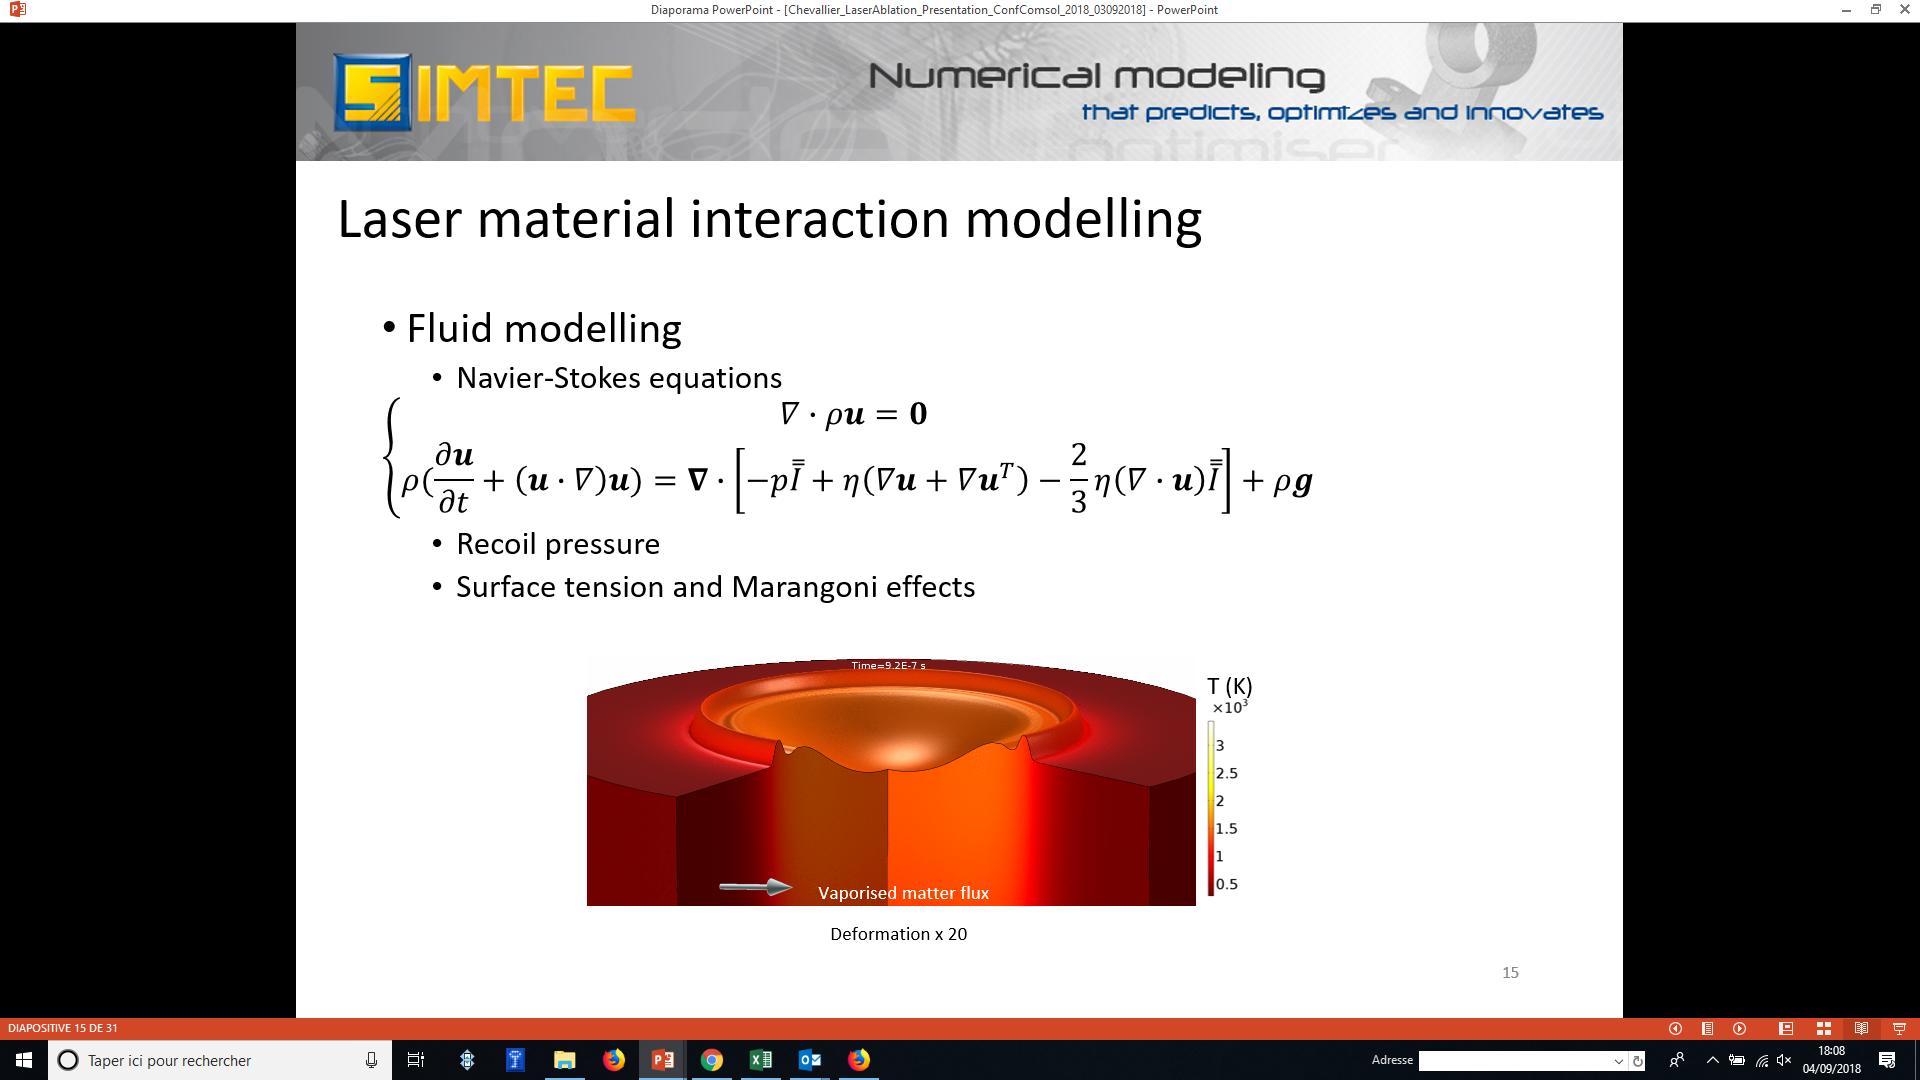 Diaporama PowerPoint - [Chevallier_LaserAblation_Presentation_ConfComsol_2018_03092018] - PowerPoint
SIMTEC
Numerical modeling
that predicts, optimizes and innovates
optimiser
Laser material interaction modelling
• Fluid modelling
• Navier-Stokes equations
∇ · ρu = 0
ρ(∂u/∂t + (u · ∇)u) = ∇ · [−pI̿ + η(∇u + ∇uᵀ) − 2/3 η(∇ · u)I̿] + ρg
• Recoil pressure
• Surface tension and Marangoni effects
Time=9.2E-7 s
T (K)
×10³
3
2.5
2
1.5
1
0.5
Vaporised matter flux
Deformation x 20
15
DIAPOSITIVE 15 DE 31
Taper ici pour rechercher
Adresse
18:08
04/09/2018